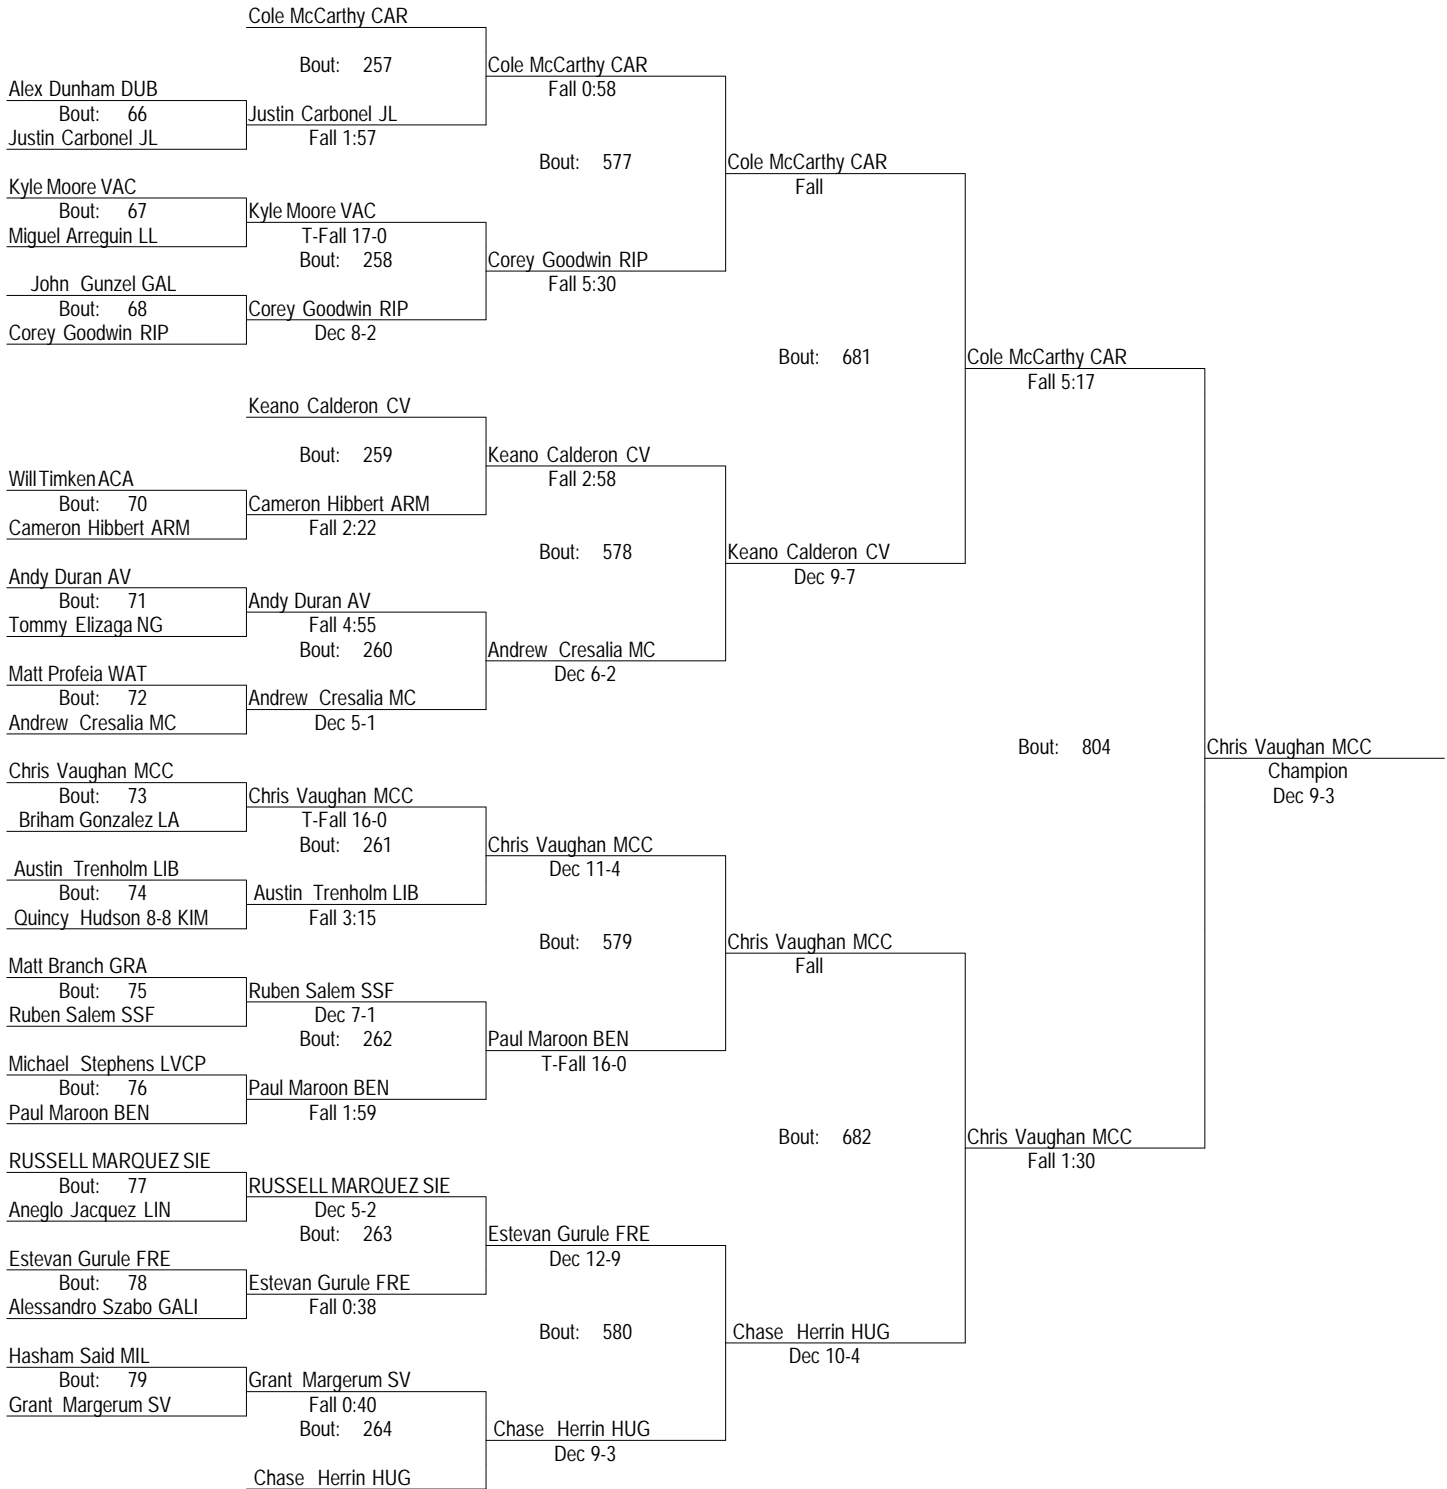 Cole McCarthy CAR
Bout: 257
Cole McCarthy CAR
Fall 0:58
Alex Dunham DUB
Bout: 66
Justin Carbonel JL
Justin Carbonel JL
Fall 1:57
Bout: 577
Cole McCarthy CAR
Fall
Kyle Moore VAC
Bout: 67
Miguel Arreguin LL
Kyle Moore VAC
T-Fall 17-0
Bout: 258
Corey Goodwin RIP
Fall 5:30
John Gunzel GAL
Bout: 68
Corey Goodwin RIP
Corey Goodwin RIP
Dec 8-2
Bout: 681
Cole McCarthy CAR
Fall 5:17
Keano Calderon CV
Bout: 259
Keano Calderon CV
Fall 2:58
Will Timken ACA
Bout: 70
Cameron Hibbert ARM
Cameron Hibbert ARM
Fall 2:22
Bout: 578
Keano Calderon CV
Dec 9-7
Andy Duran AV
Bout: 71
Tommy Elizaga NG
Andy Duran AV
Fall 4:55
Bout: 260
Andrew Cresalia MC
Dec 6-2
Matt Profeia WAT
Bout: 72
Andrew Cresalia MC
Andrew Cresalia MC
Dec 5-1
Bout: 804
Chris Vaughan MCC
Champion
Dec 9-3
Chris Vaughan MCC
Bout: 73
Briham Gonzalez LA
Chris Vaughan MCC
T-Fall 16-0
Bout: 261
Chris Vaughan MCC
Dec 11-4
Austin Trenholm LIB
Bout: 74
Quincy Hudson 8-8 KIM
Austin Trenholm LIB
Fall 3:15
Bout: 579
Chris Vaughan MCC
Fall
Matt Branch GRA
Bout: 75
Ruben Salem SSF
Ruben Salem SSF
Dec 7-1
Bout: 262
Paul Maroon BEN
T-Fall 16-0
Michael Stephens LVCP
Bout: 76
Paul Maroon BEN
Paul Maroon BEN
Fall 1:59
Bout: 682
Chris Vaughan MCC
Fall 1:30
RUSSELL MARQUEZ SIE
Bout: 77
Aneglo Jacquez LIN
RUSSELL MARQUEZ SIE
Dec 5-2
Bout: 263
Estevan Gurule FRE
Dec 12-9
Estevan Gurule FRE
Bout: 78
Alessandro Szabo GALI
Estevan Gurule FRE
Fall 0:38
Bout: 580
Chase Herrin HUG
Dec 10-4
Hasham Said MIL
Bout: 79
Grant Margerum SV
Grant Margerum SV
Fall 0:40
Bout: 264
Chase Herrin HUG
Dec 9-3
Chase Herrin HUG